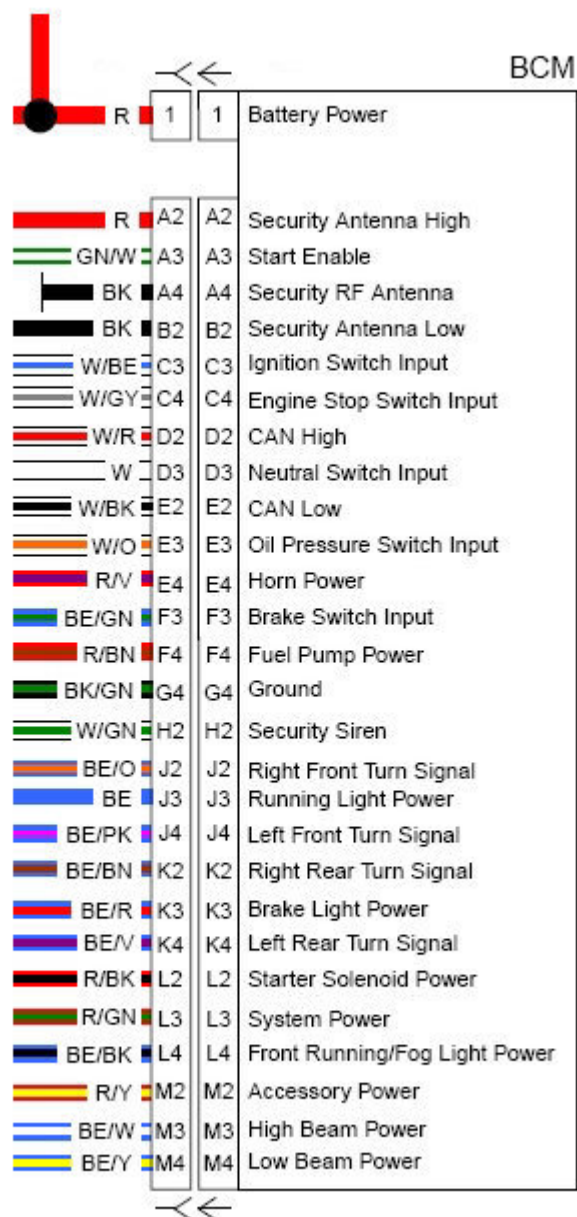 BCM
R 1 1 Battery Power
R A2 A2 Security Antenna High
GN/W A3 A3 Start Enable
BK A4 A4 Security RF Antenna
BK B2 B2 Security Antenna Low
W/BE C3 C3 Ignition Switch Input
W/GY C4 C4 Engine Stop Switch Input
W/R D2 D2 CAN High
W D3 D3 Neutral Switch Input
W/BK E2 E2 CAN Low
W/O E3 E3 Oil Pressure Switch Input
R/V E4 E4 Horn Power
BE/GN F3 F3 Brake Switch Input
R/BN F4 F4 Fuel Pump Power
BK/GN G4 G4 Ground
W/GN H2 H2 Security Siren
BE/O J2 J2 Right Front Turn Signal
BE J3 J3 Running Light Power
BE/PK J4 J4 Left Front Turn Signal
BE/BN K2 K2 Right Rear Turn Signal
BE/R K3 K3 Brake Light Power
BE/V K4 K4 Left Rear Turn Signal
R/BK L2 L2 Starter Solenoid Power
R/GN L3 L3 System Power
BE/BK L4 L4 Front Running/Fog Light Power
R/Y M2 M2 Accessory Power
BE/W M3 M3 High Beam Power
BE/Y M4 M4 Low Beam Power